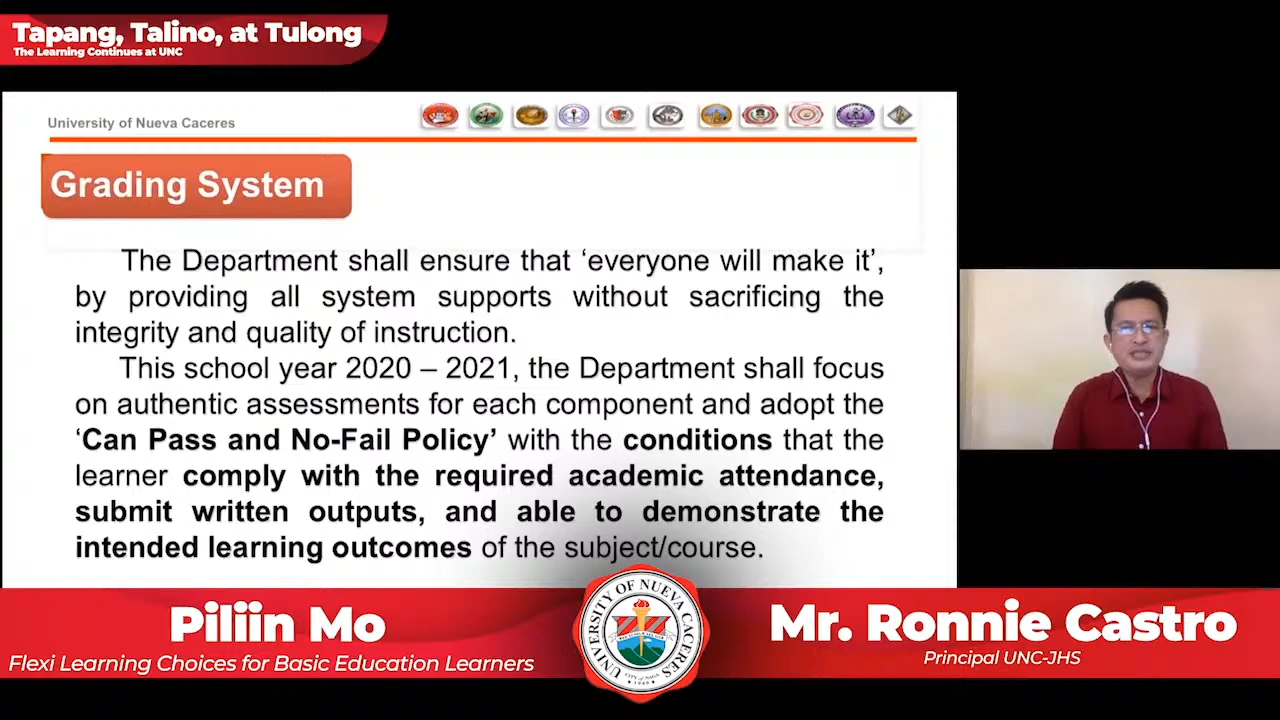 Tapang, Talino, at Tulong
The Learning Continues at UNC
University of Nueva Caceres
Grading System
The Department shall ensure that ‘everyone will make it’,
by providing all system supports without sacrificing the
integrity and quality of instruction.
This school year 2020 – 2021, the Department shall focus
on authentic assessments for each component and adopt the
‘Can Pass and No-Fail Policy’ with the conditions that the
learner comply with the required academic attendance,
submit written outputs, and able to demonstrate the
intended learning outcomes of the subject/course.
Piliin Mo
Flexi Learning Choices for Basic Education Learners
UNIVERSITY OF NUEVA CACERES
CITY OF NAGA
1948
Mr. Ronnie Castro
Principal UNC-JHS